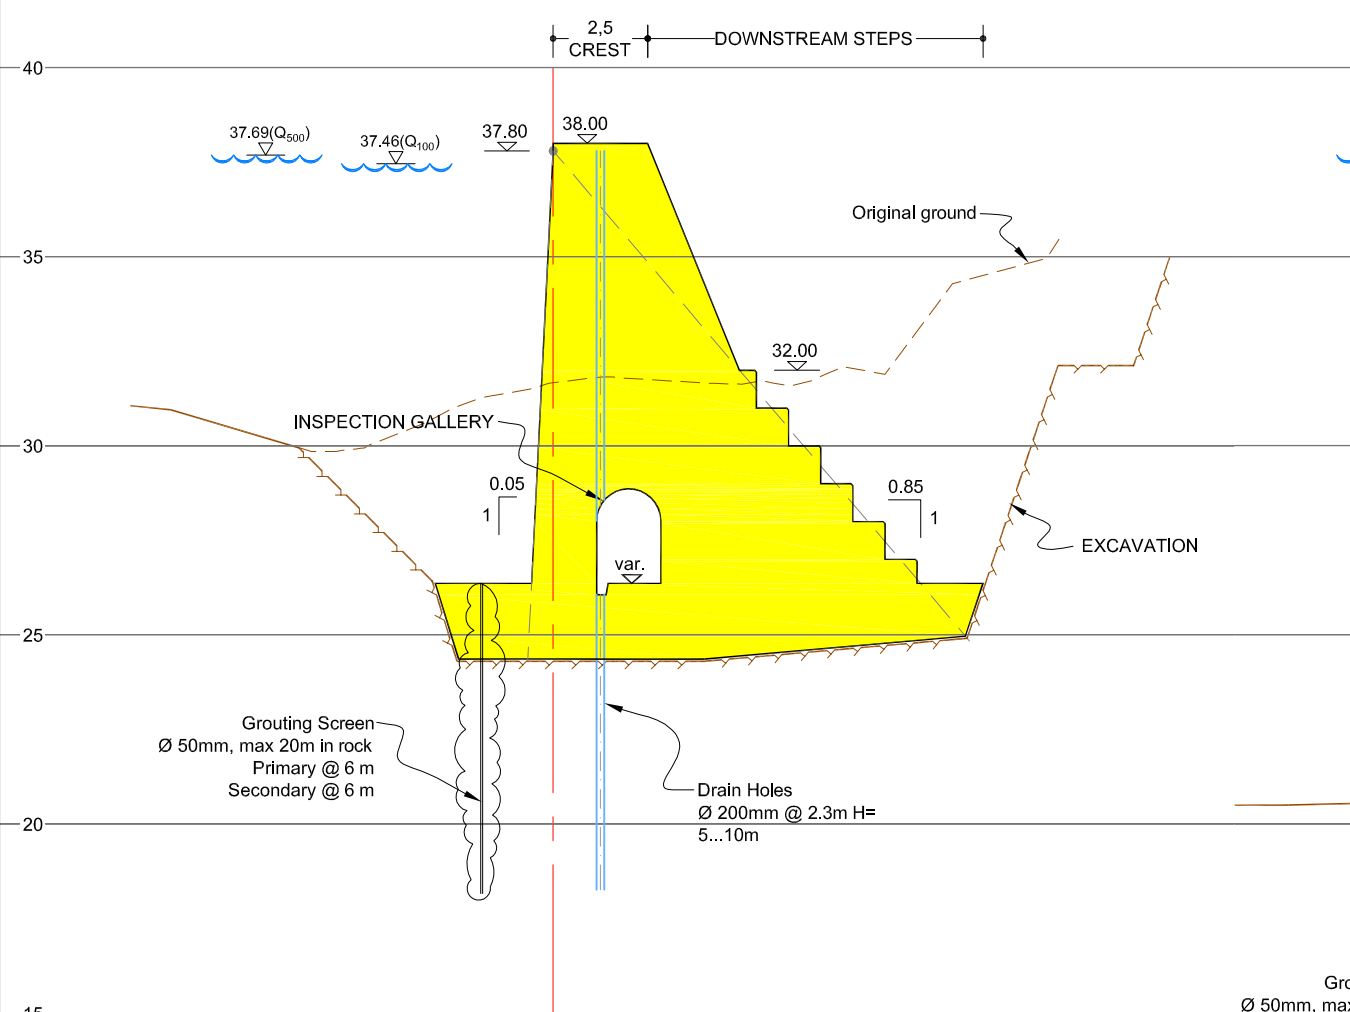 2,5
CREST
DOWNSTREAM STEPS
40
37.69(Q500)
37.46(Q100)
37.80
38.00
Original ground
35
32.00
INSPECTION GALLERY
30
0.05
1
0.85
1
EXCAVATION
var.
25
Grouting Screen
Ø 50mm, max 20m in rock
Primary @ 6 m
Secondary @ 6 m
Drain Holes
Ø 200mm @ 2.3m H=
5...10m
20
Gro
Ø 50mm, max